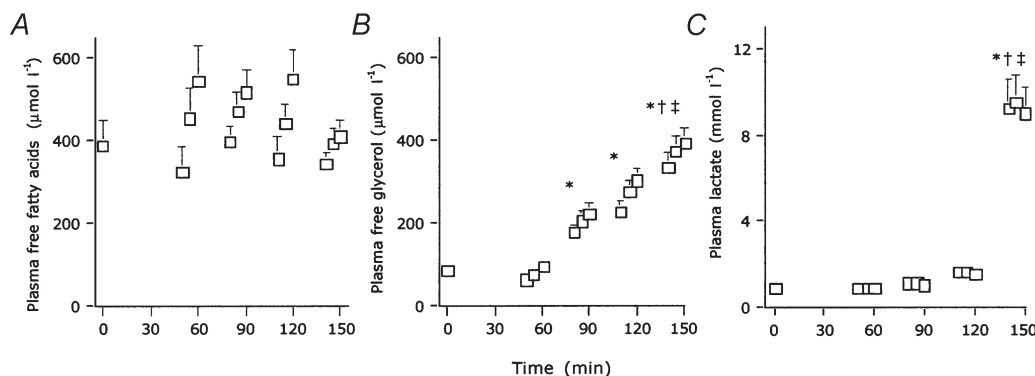 A
Plasma free fatty acids (μmol l⁻¹)
600
400
200
0
0 30 60 90 120 150
B
Plasma free glycerol (μmol l⁻¹)
600
400
200
0
*
*
*†‡
0 30 60 90 120 150
C
Plasma lactate (mmol l⁻¹)
12
8
4
0
*†‡
0 30 60 90 120 150
Time (min)